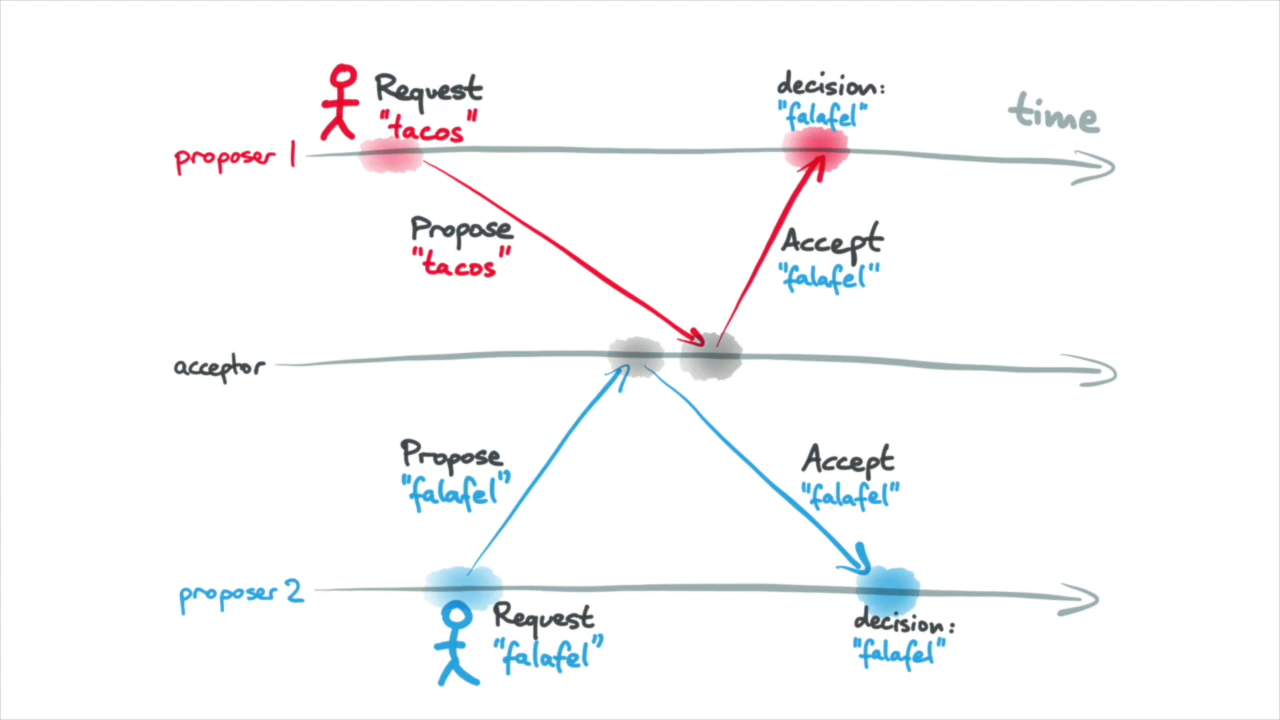 Request
"tacos"
decision:
"falafel"
time
proposer 1
Propose
"tacos"
Accept
"falafel"
acceptor
Propose
"falafel"
Accept
"falafel"
proposer 2
Request
"falafel"
decision:
"falafel"